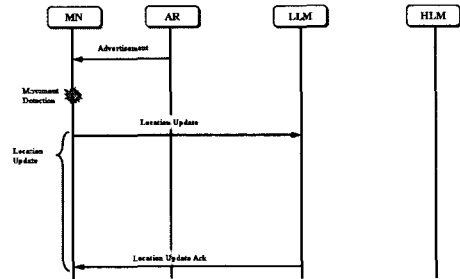 MN AR LLM HLM
Advertisement
Movement
Detection
Location Update
Location
Update
Location Update Ack